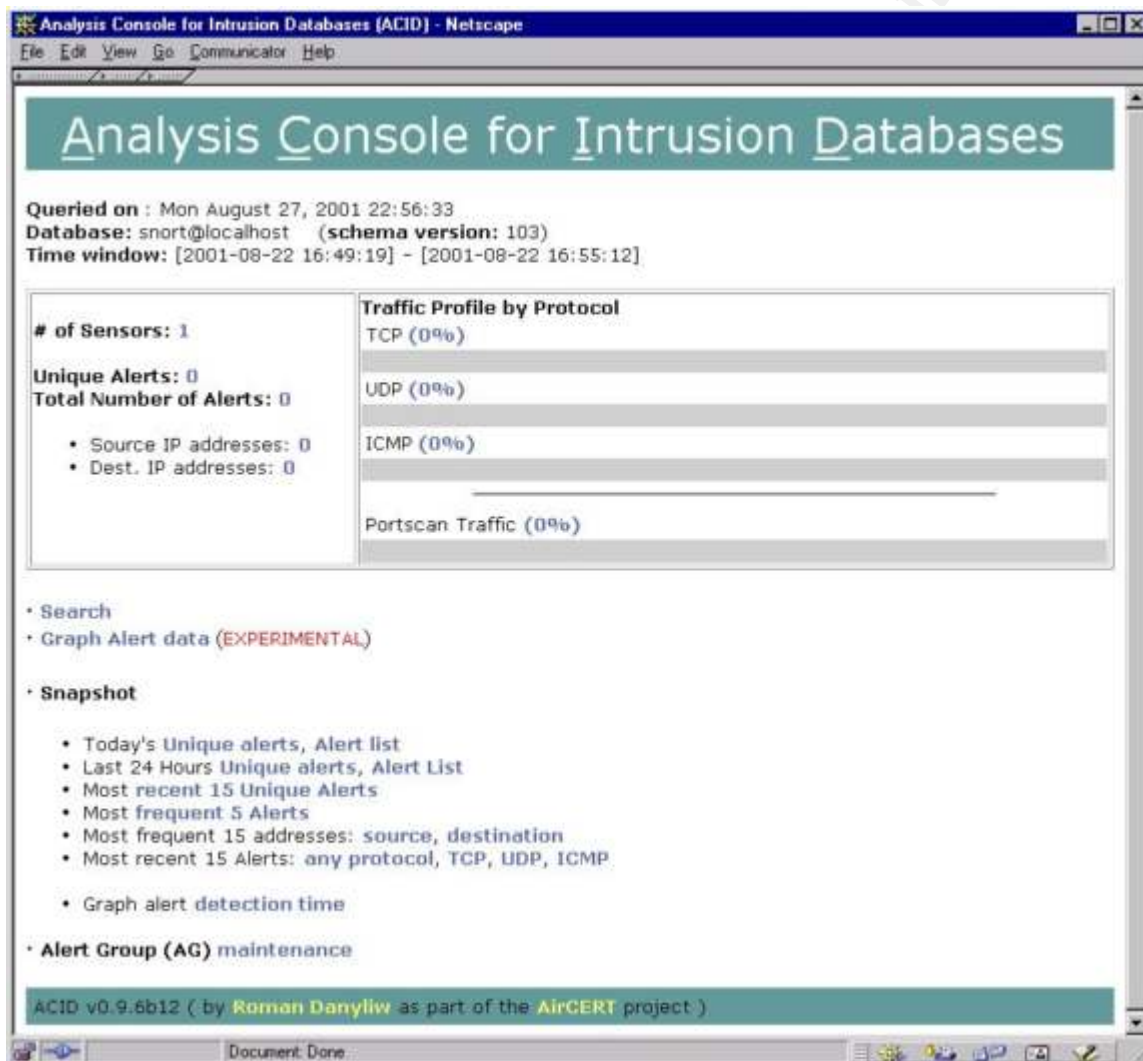 Analysis Console for Intrusion Databases (ACID) - Netscape
File Edit View Go Communicator Help
Analysis Console for Intrusion Databases
Queried on : Mon August 27, 2001 22:56:33
Database: snort@localhost (schema version: 103)
Time window: [2001-08-22 16:49:19] - [2001-08-22 16:55:12]
# of Sensors: 1
Unique Alerts: 0
Total Number of Alerts: 0
• Source IP addresses: 0
• Dest. IP addresses: 0
Traffic Profile by Protocol
TCP (0%)
UDP (0%)
ICMP (0%)
Portscan Traffic (0%)
· Search
· Graph Alert data (EXPERIMENTAL)
· Snapshot
• Today's Unique alerts, Alert list
• Last 24 Hours Unique alerts, Alert List
• Most recent 15 Unique Alerts
• Most frequent 5 Alerts
• Most frequent 15 addresses: source, destination
• Most recent 15 Alerts: any protocol, TCP, UDP, ICMP
• Graph alert detection time
· Alert Group (AG) maintenance
ACID v0.9.6b12 ( by Roman Danyliw as part of the AirCERT project )
Document: Done